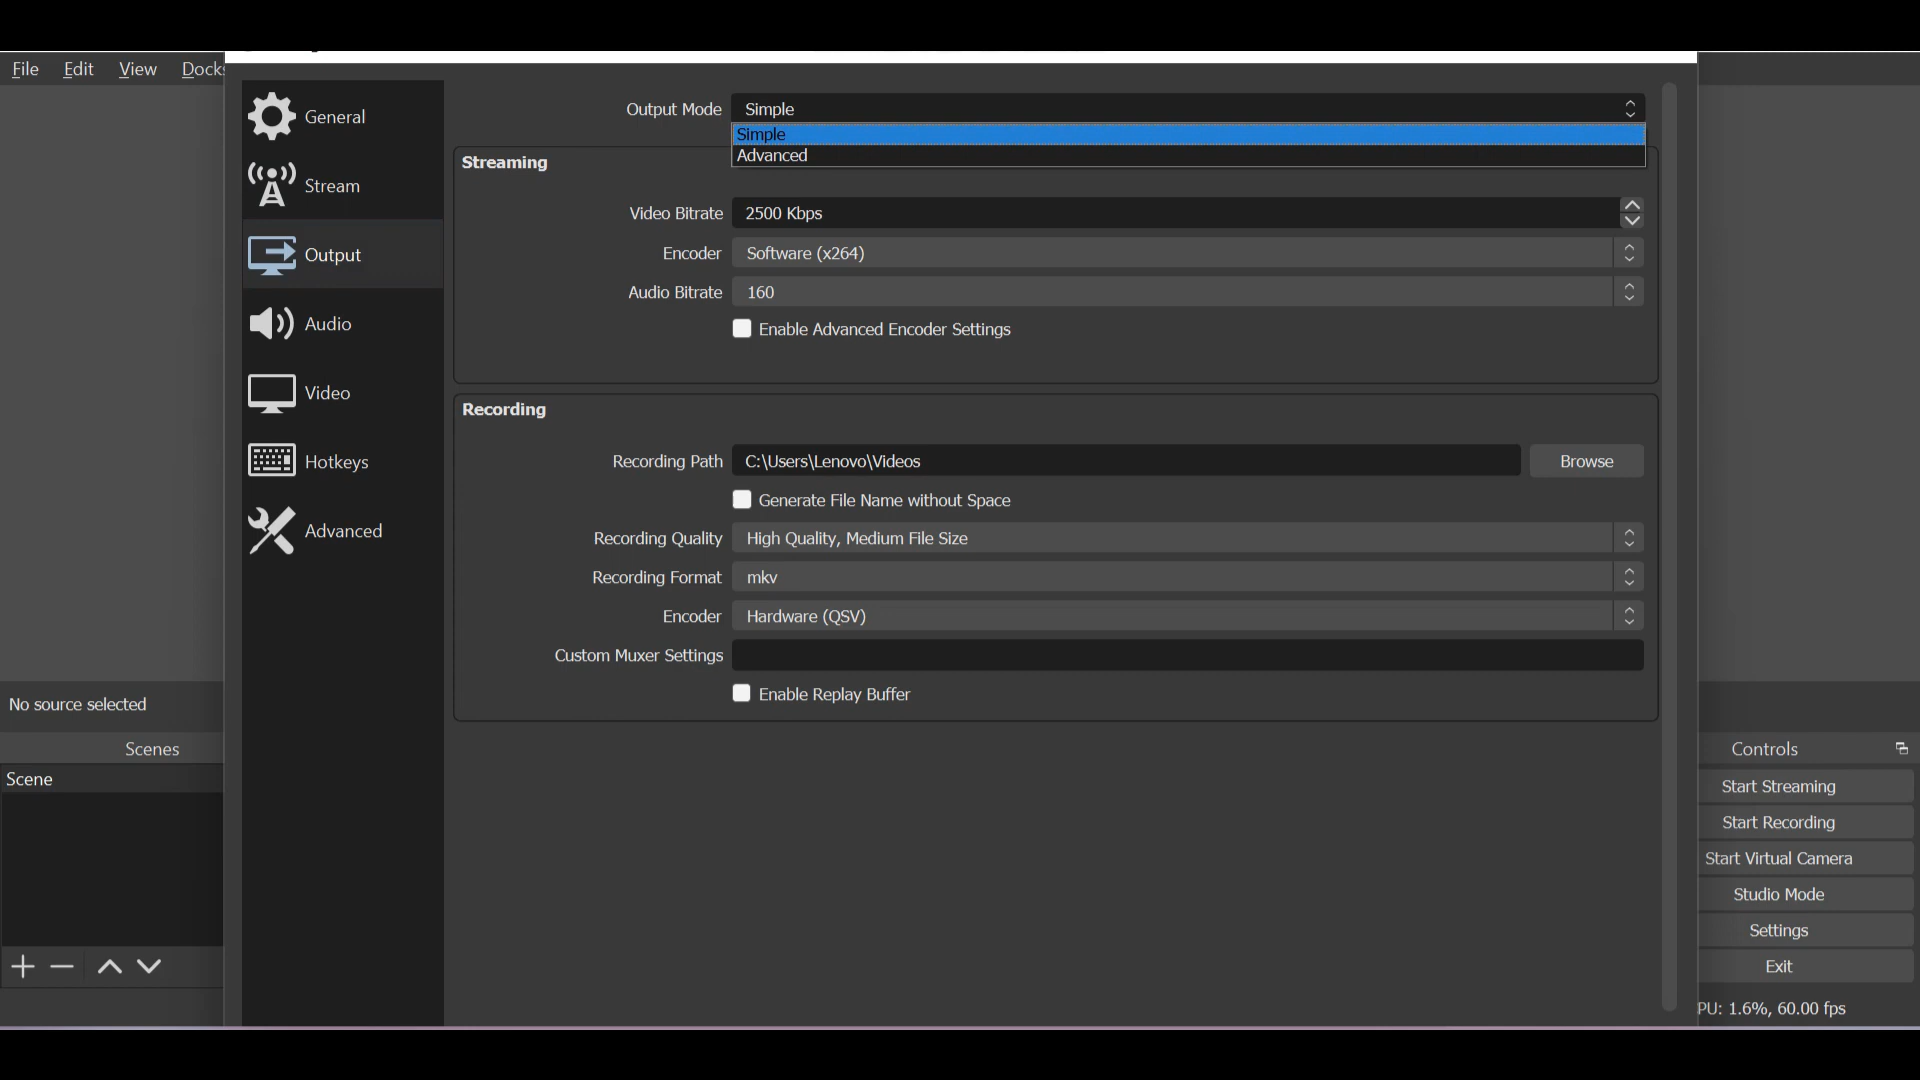 File Edit View Docks
General
Stream
Output
Audio
Video
Hotkeys
Advanced
Output Mode Simple
Simple
Advanced
Streaming
Video Bitrate 2500 Kbps
Encoder Software (x264)
Audio Bitrate 160
Enable Advanced Encoder Settings
Recording
Recording Path C:\Users\Lenovo\Videos Browse
Generate File Name without Space
Recording Quality High Quality, Medium File Size
Recording Format mkv
Encoder Hardware (QSV)
Custom Muxer Settings
Enable Replay Buffer
No source selected
Scenes
Scene
Controls
Start Streaming
Start Recording
Start Virtual Camera
Studio Mode
Settings
Exit
PU: 1.6%, 60.00 fps